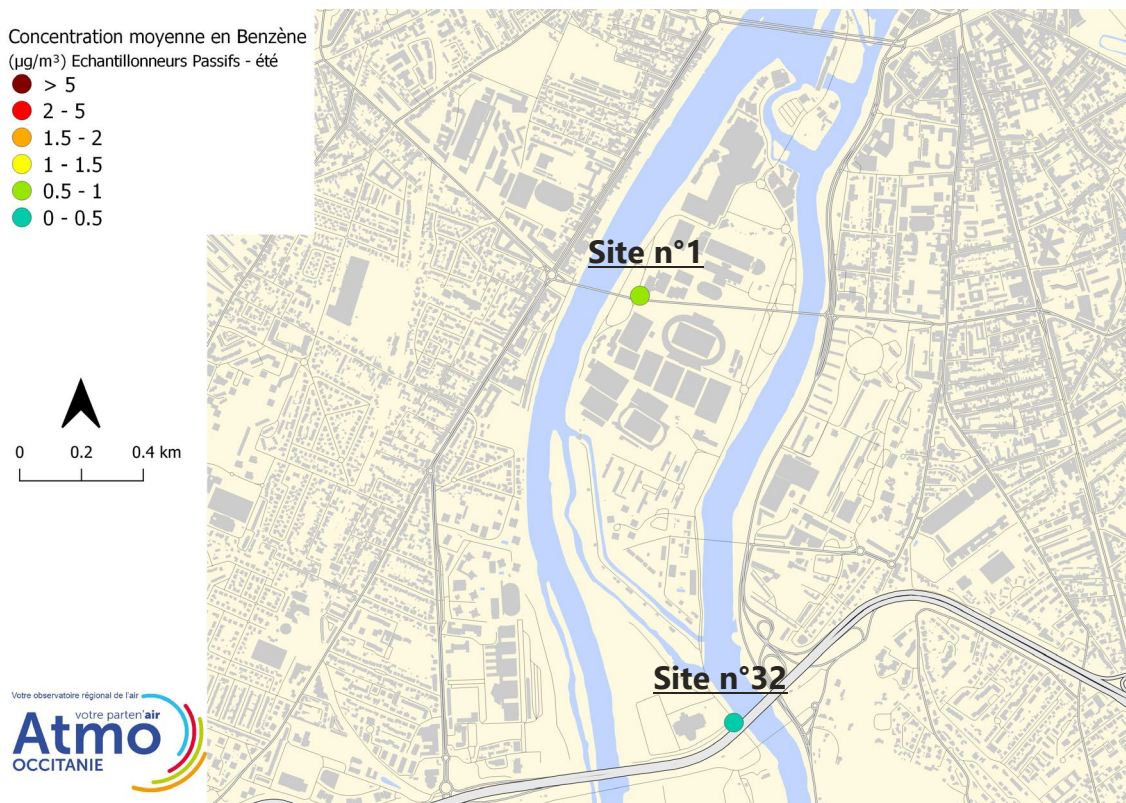 Concentration moyenne en Benzène
(µg/m³) Echantillonneurs Passifs - été
> 5
2 - 5
1.5 - 2
1 - 1.5
0.5 - 1
0 - 0.5
Site n°1
0 0.2 0.4 km
Site n°32
Votre observatoire régional de l'air
votre parten'air
Atmo
OCCITANIE